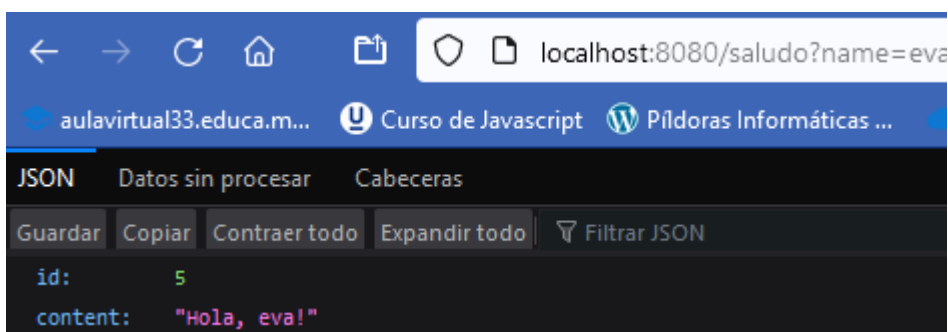 localhost:8080/saludo?name=eva
aulavirtual33.educa.m... Curso de Javascript Píldoras Informáticas ...
JSON Datos sin procesar Cabeceras
Guardar Copiar Contraer todo Expandir todo Filtrar JSON
id: 5
content: "Hola, eva!"